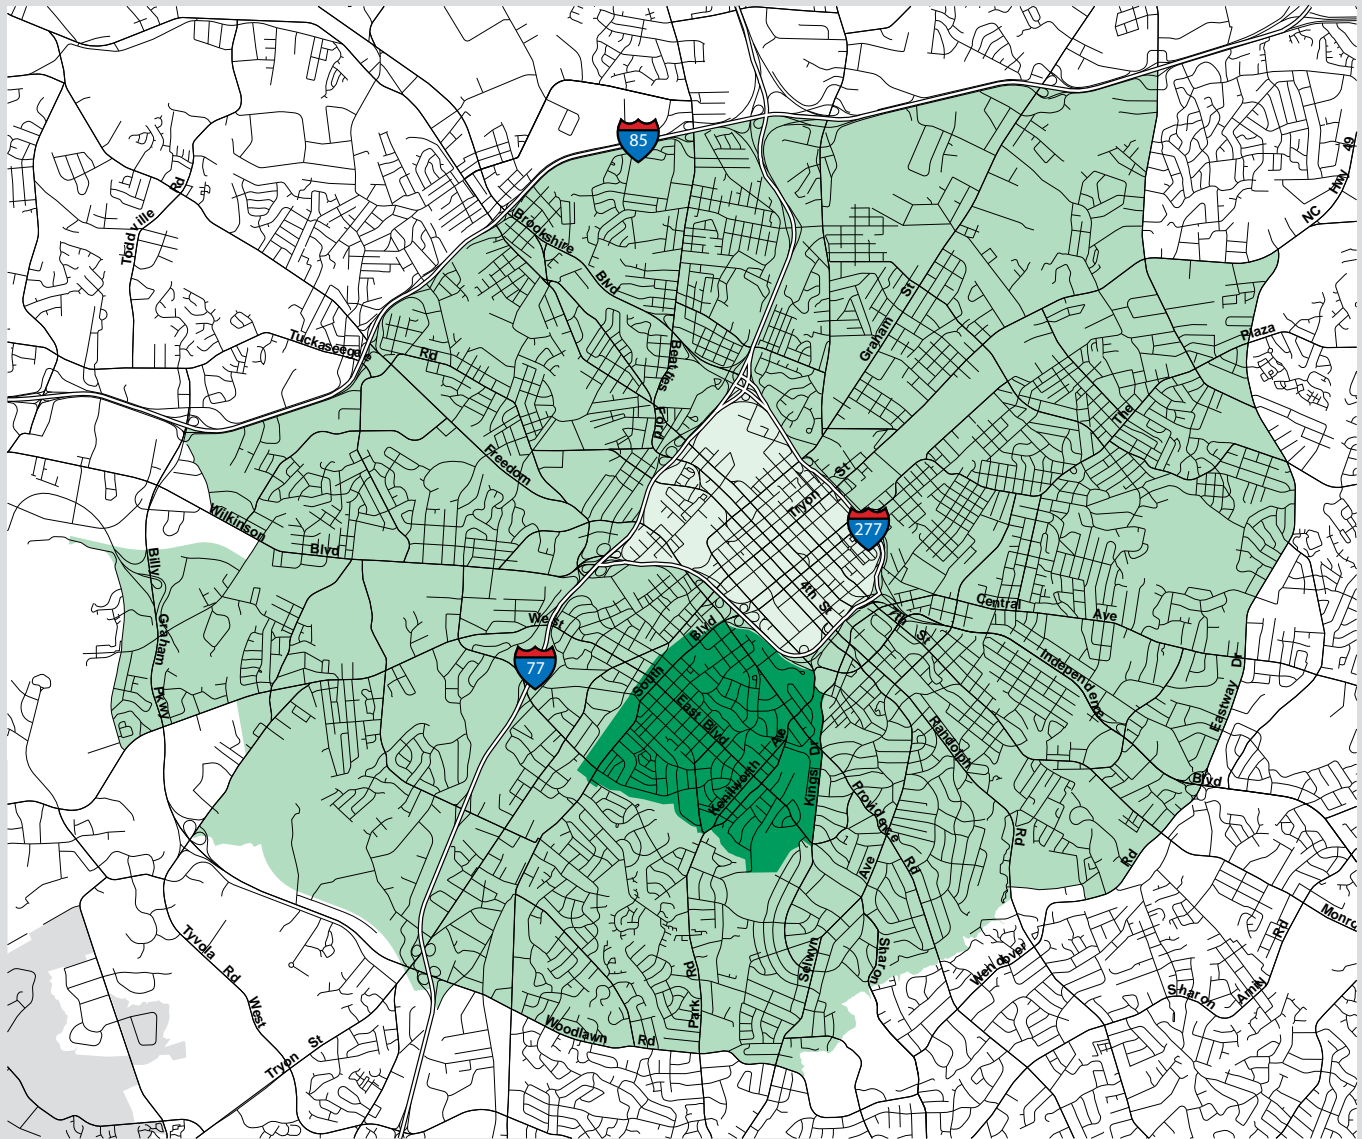 85
NC Hwy 49
Toddville Rd
Brookshire
Blvd
Graham St
Plaza
Tuckaseegee
Rd
Beatties Ford
The
Freedom
Tryon St
277
Wilkinson
Blvd
Billy
Graham
Pkwy
4th St
Central
Ave
7th St
West
Blvd
77
South
East Blvd
Independence
Blvd
Eastway Dr
Kenilworth
Ave
Kings Dr
Randolph
Rd
Providence
Rd
Ave
Selwyn
Sharon
Rd
Monro
Rd
Wendover
Sharon
Amity
Tyvola Rd
West
Tryon St
Woodlawn
Rd
Park
Rd